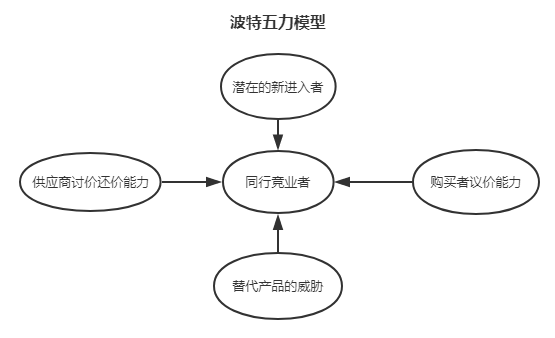 波特五力模型
潜在的新进入者
供应商讨价还价能力
同行竞业者
购买者议价能力
替代产品的威胁